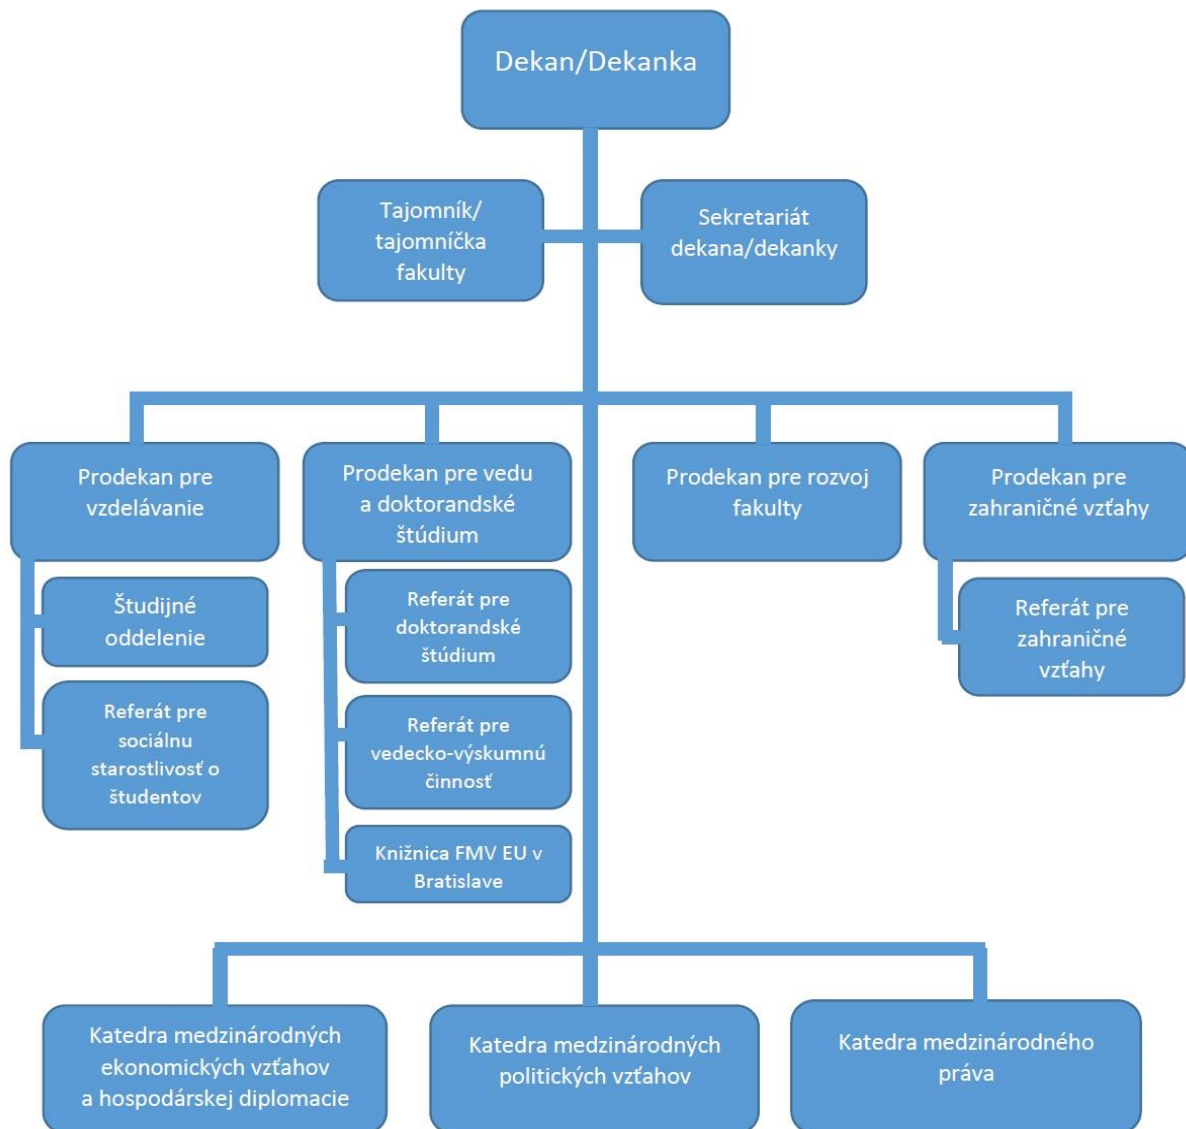 Dekan/Dekanka
Tajomník/
tajomníčka
fakulty
Sekretariát
dekana/dekanky
Prodekan pre
vzdelávanie
Prodekan pre vedu
a doktorandské
štúdium
Prodekan pre rozvoj
fakulty
Prodekan pre
zahraničné vzťahy
Študijné
oddelenie
Referát pre
sociálnu
starostlivosť o
študentov
Referát pre
doktorandské
štúdium
Referát pre
vedecko-výskumnú
činnosť
Knižnica FMV EU v
Bratislave
Referát pre
zahraničné
vzťahy
Katedra medzinárodných
ekonomických vzťahov
a hospodárskej diplomacie
Katedra medzinárodných
politických vzťahov
Katedra medzinárodného
práva